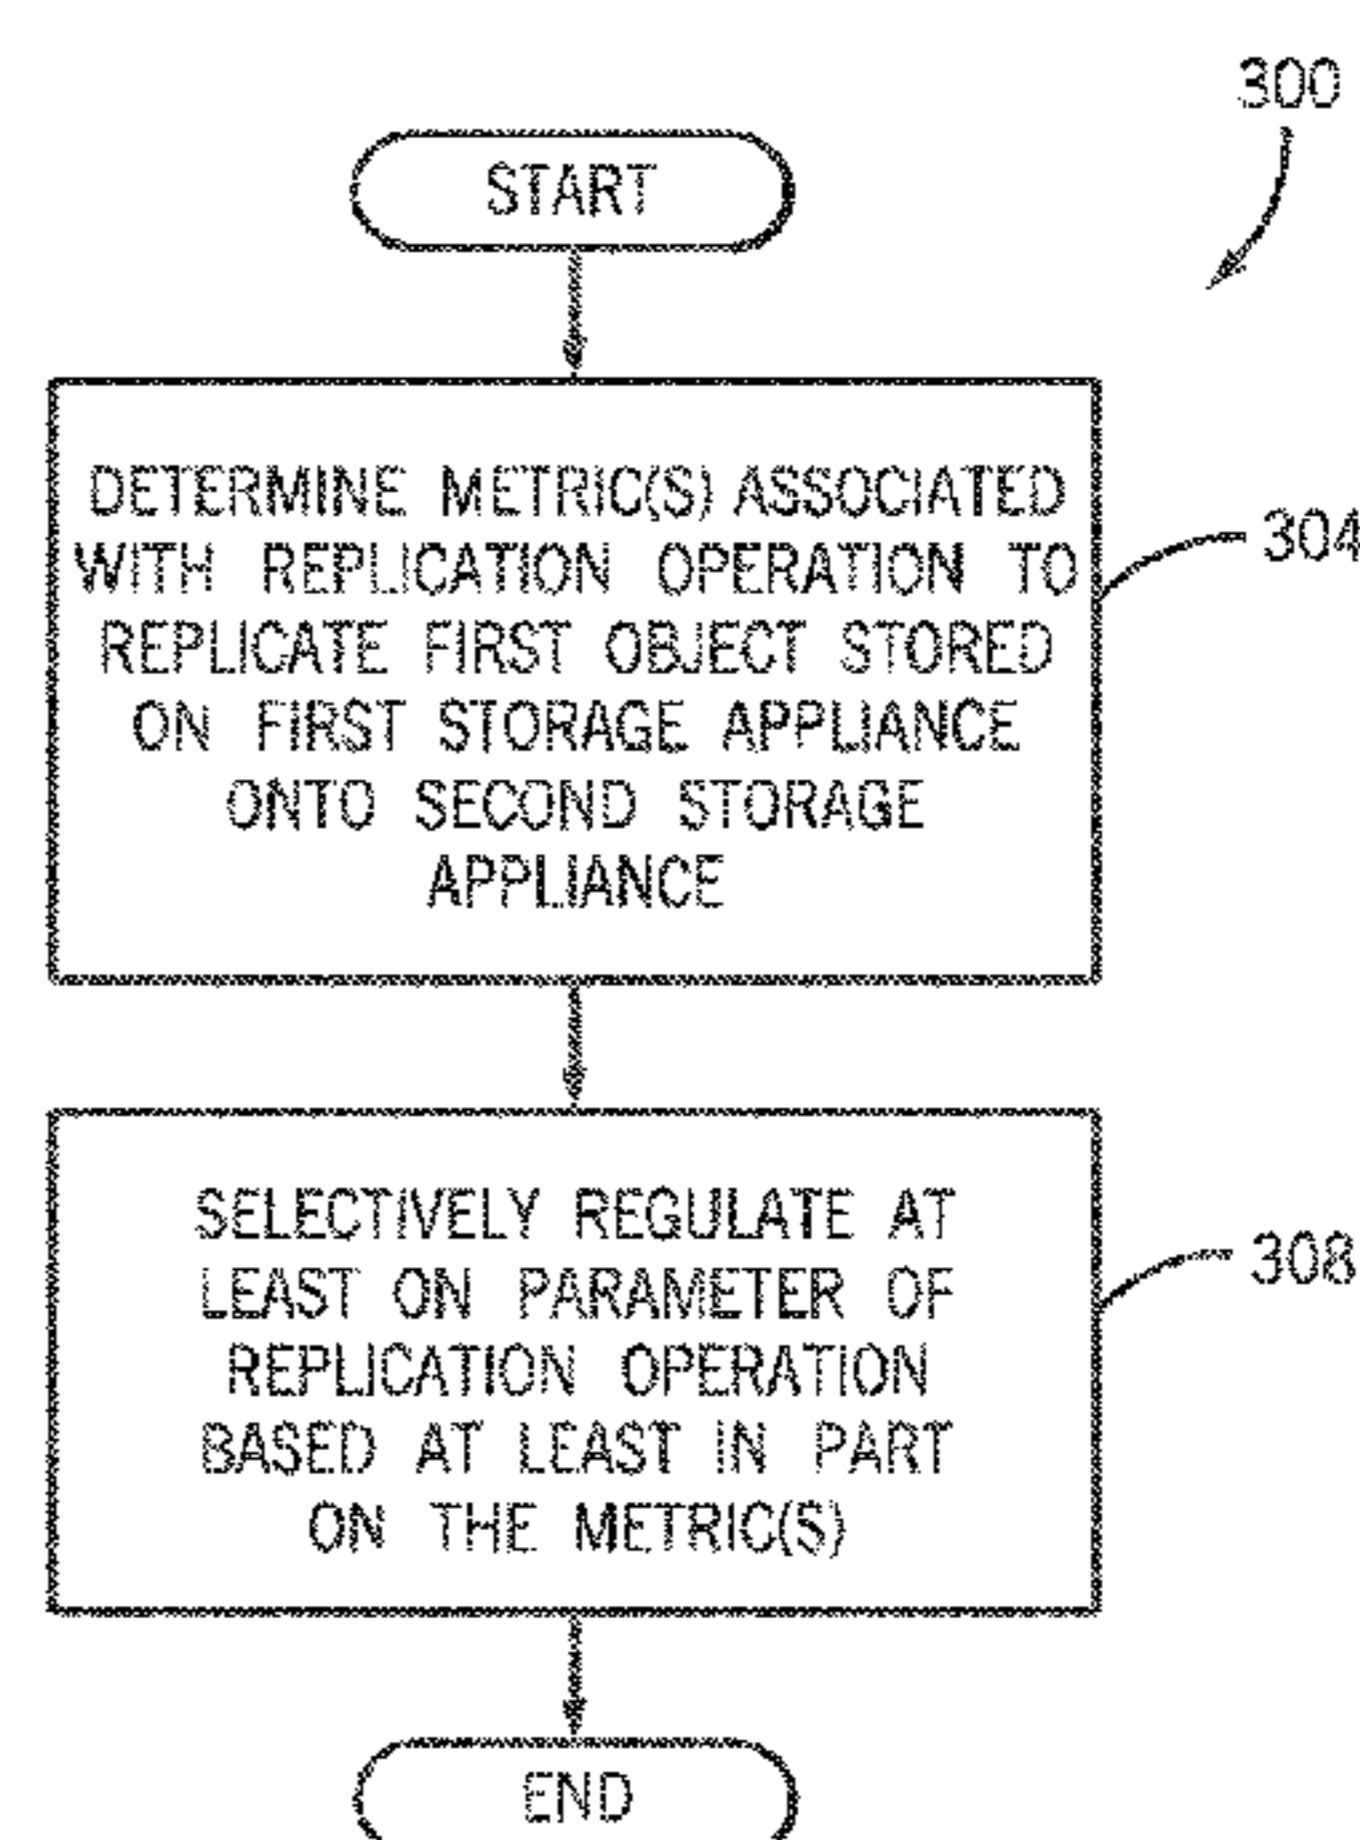 300
START
DETERMINE METRIC(S) ASSOCIATED
WITH REPLICATION OPERATION TO
REPLICATE FIRST OBJECT STORED
ON FIRST STORAGE APPLIANCE
ONTO SECOND STORAGE
APPLIANCE
304
SELECTIVELY REGULATE AT
LEAST ON PARAMETER OF
REPLICATION OPERATION
BASED AT LEAST IN PART
ON THE METRIC(S)
308
END